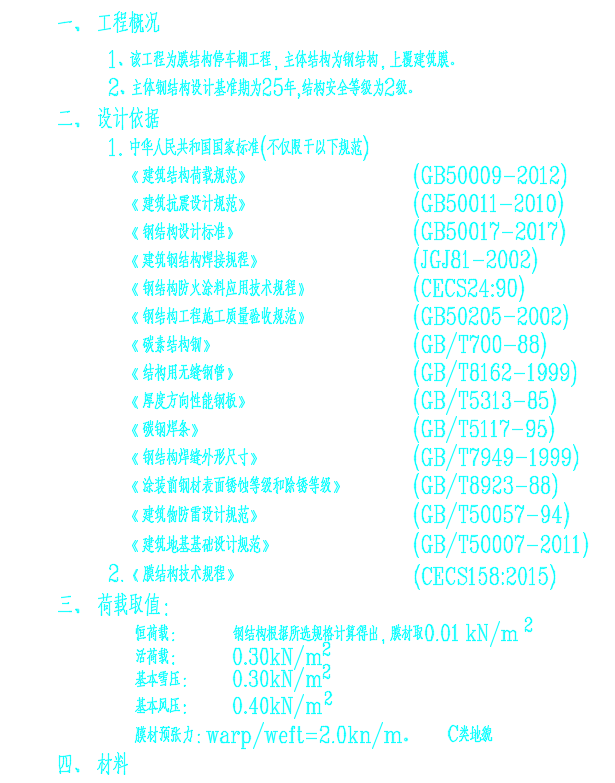 一、 工程概况
1、该工程为膜结构停车棚工程, 主体结构为钢结构, 上覆建筑膜。
2、主体钢结构设计基准期为25年,结构安全等级为2级。
二、 设计依据
1. 中华人民共和国国家标准(不仅限于以下规范)
《建筑结构荷载规范》 (GB50009-2012)
《建筑抗震设计规范》 (GB50011-2010)
《钢结构设计标准》 (GB50017-2017)
《建筑钢结构焊接规程》 (JGJ81-2002)
《钢结构防火涂料应用技术规程》 (CECS24:90)
《钢结构工程施工质量验收规范》 (GB50205-2002)
《碳素结构钢》 (GB/T700-88)
《结构用无缝钢管》 (GB/T8162-1999)
《厚度方向性能钢板》 (GB/T5313-85)
《碳钢焊条》 (GB/T5117-95)
《钢结构焊缝外形尺寸》 (GB/T7949-1999)
《涂装前钢材表面锈蚀等级和除锈等级》 (GB/T8923-88)
《建筑物防雷设计规范》 (GB/T50057-94)
《建筑地基基础设计规范》 (GB/T50007-2011)
2.《膜结构技术规程》 (CECS158:2015)
三、 荷载取值:
恒荷载: 钢结构根据所选规格计算得出, 膜材取0.01 kN/m²
活荷载: 0.30kN/m²
基本雪压: 0.30kN/m²
基本风压: 0.40kN/m²
膜材预张力: warp/weft=2.0kn/m。 C类地貌
四、 材料